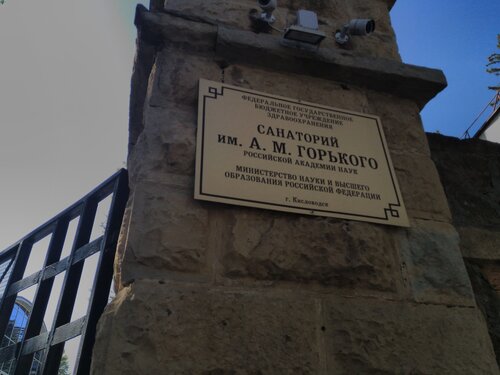 ФЕДЕРАЛЬНОЕ ГОСУДАРСТВЕННОЕ
БЮДЖЕТНОЕ УЧРЕЖДЕНИЕ
ЗДРАВООХРАНЕНИЯ
САНАТОРИЙ
ИМ. А. М. ГОРЬКОГО
РОССИЙСКОЙ АКАДЕМИИ НАУК
МИНИСТЕРСТВО НАУКИ И ВЫСШЕГО
ОБРАЗОВАНИЯ РОССИЙСКОЙ ФЕДЕРАЦИИ
г. Кисловодск